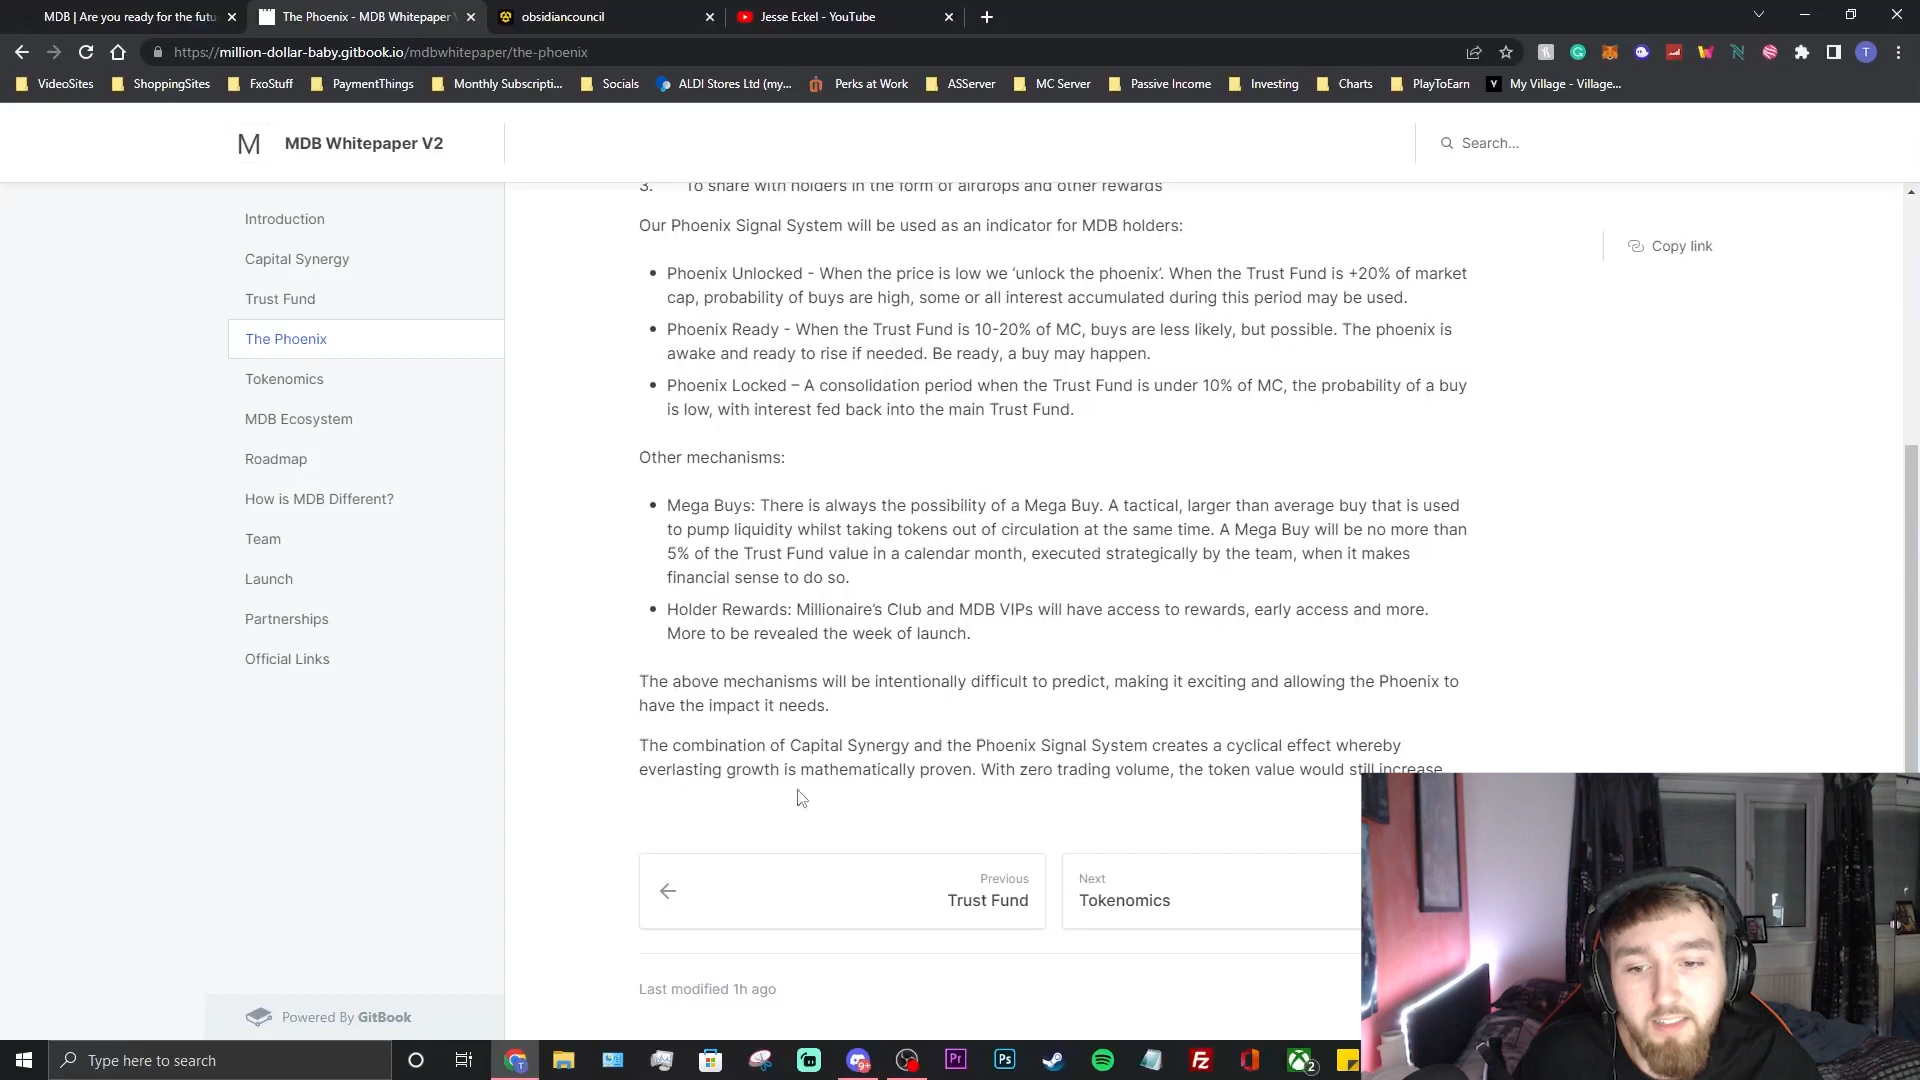 MDB | Are you ready for the futu
The Phoenix - MDB Whitepaper
obsidiancouncil
Jesse Eckel - YouTube
https://million-dollar-baby.gitbook.io/mdbwhitepaper/the-phoenix
VideoSites
ShoppingSites
FxoStuff
PaymentThings
Monthly Subscripti...
Socials
ALDI Stores Ltd (my...
Perks at Work
ASServer
MC Server
Passive Income
Investing
Charts
PlayToEarn
My Village - Village...
M
MDB Whitepaper V2
Search...
Introduction
Capital Synergy
Trust Fund
The Phoenix
Tokenomics
MDB Ecosystem
Roadmap
How is MDB Different?
Team
Launch
Partnerships
Official Links
Powered By GitBook
3. To share with holders in the form of airdrops and other rewards
Our Phoenix Signal System will be used as an indicator for MDB holders:
Phoenix Unlocked - When the price is low we ‘unlock the phoenix’. When the Trust Fund is +20% of market
cap, probability of buys are high, some or all interest accumulated during this period may be used.
Phoenix Ready - When the Trust Fund is 10-20% of MC, buys are less likely, but possible. The phoenix is
awake and ready to rise if needed. Be ready, a buy may happen.
Phoenix Locked – A consolidation period when the Trust Fund is under 10% of MC, the probability of a buy
is low, with interest fed back into the main Trust Fund.
Other mechanisms:
Mega Buys: There is always the possibility of a Mega Buy. A tactical, larger than average buy that is used
to pump liquidity whilst taking tokens out of circulation at the same time. A Mega Buy will be no more than
5% of the Trust Fund value in a calendar month, executed strategically by the team, when it makes
financial sense to do so.
Holder Rewards: Millionaire’s Club and MDB VIPs will have access to rewards, early access and more.
More to be revealed the week of launch.
The above mechanisms will be intentionally difficult to predict, making it exciting and allowing the Phoenix to
have the impact it needs.
The combination of Capital Synergy and the Phoenix Signal System creates a cyclical effect whereby
everlasting growth is mathematically proven. With zero trading volume, the token value would still increase
Copy link
Previous
Trust Fund
Next
Tokenomics
Last modified 1h ago
Type here to search